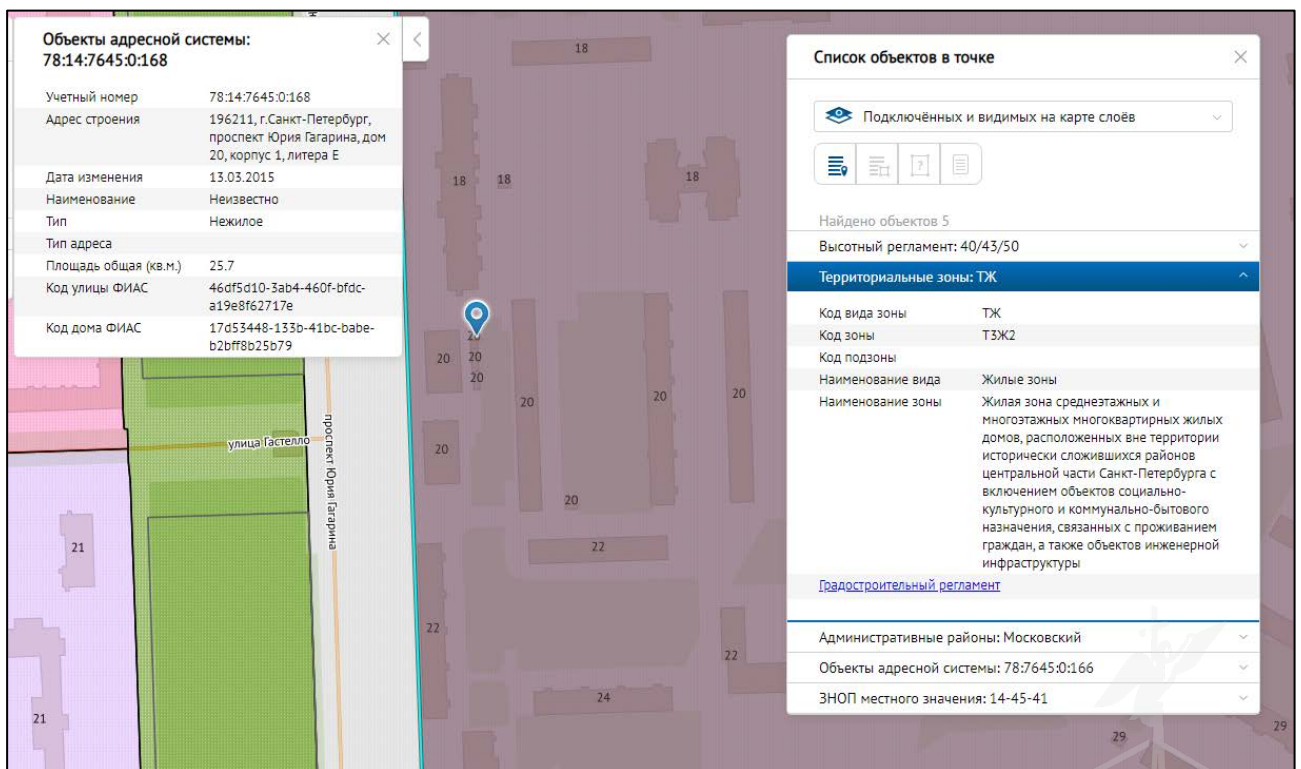 Объекты адресной системы:
78:14:7645:0:168
Учетный номер 78:14:7645:0:168
Адрес строения 196211, г.Санкт-Петербург,
проспект Юрия Гагарина, дом
20, корпус 1, литера Е
Дата изменения 13.03.2015
Наименование Неизвестно
Тип Нежилое
Тип адреса
Площадь общая (кв.м.) 25.7
Код улицы ФИАС 46df5d10-3ab4-460f-bfdc-
a19e8f62717e
Код дома ФИАС 17d53448-133b-41bc-babe-
b2bff8b25b79
18
18
18
18
20
20
20
20
20
20
20
20
20
улица Гастелло
проспект Юрия Гагарина
21
22
22
22
24
21
29
29
Список объектов в точке
Подключённых и видимых на карте слоёв
Найдено объектов 5
Высотный регламент: 40/43/50
Территориальные зоны: ТЖ
Код вида зоны ТЖ
Код зоны Т3Ж2
Код подзоны
Наименование вида Жилые зоны
Наименование зоны Жилая зона среднеэтажных и
многоэтажных многоквартирных жилых
домов, расположенных вне территории
исторически сложившихся районов
центральной части Санкт-Петербурга с
включением объектов социально-
культурного и коммунально-бытового
назначения, связанных с проживанием
граждан, а также объектов инженерной
инфраструктуры
Градостроительный регламент
Административные районы: Московский
Объекты адресной системы: 78:7645:0:166
ЗНОП местного значения: 14-45-41